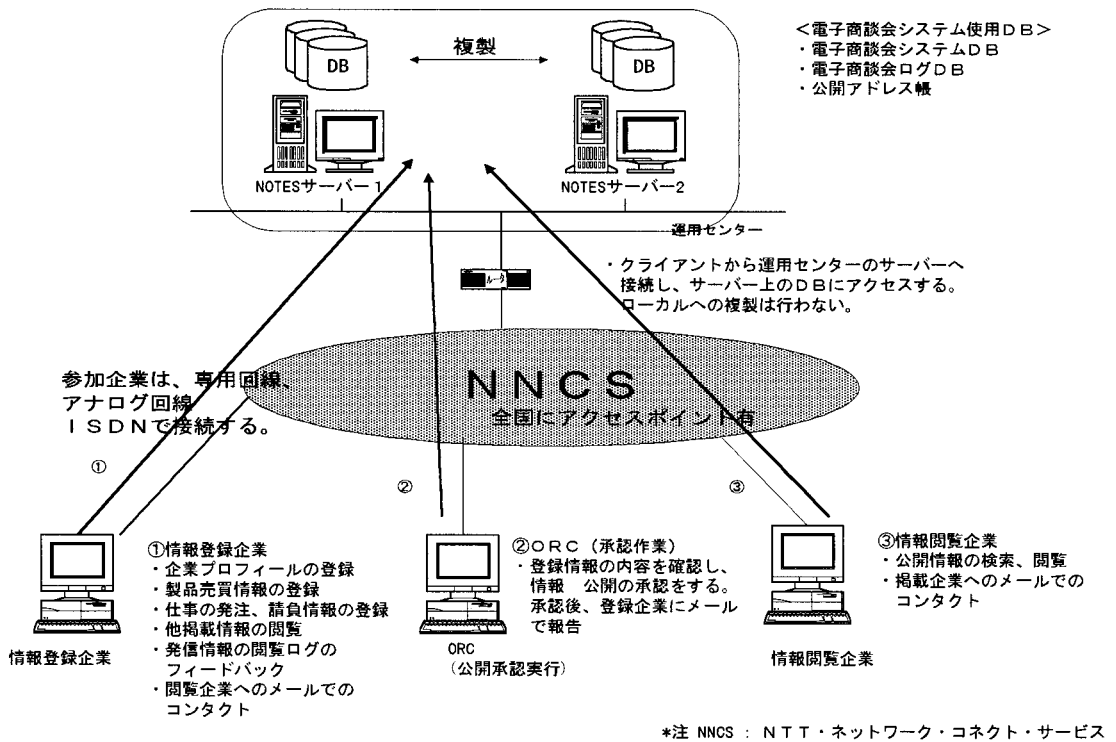 複製
DB
DB
NOTESサーバー1
NOTESサーバー2
運用センター
<電子商談会システム使用DB>
・電子商談会システムDB
・電子商談会ログDB
・公開アドレス帳
ルータ
・クライアントから運用センターのサーバーへ
接続し、サーバー上のDBにアクセスする。
ローカルへの複製は行わない。
NNCS
全国にアクセスポイント有
参加企業は、専用回線、
アナログ回線
ISDNで接続する。
①
②
③
①情報登録企業
・企業プロフィールの登録
・製品売買情報の登録
・仕事の発注、請負情報の登録
・他掲載情報の閲覧
・発信情報の閲覧ログの
フィードバック
・閲覧企業へのメールでの
コンタクト
情報登録企業
②ORC(承認作業)
・登録情報の内容を確認し、
情報 公開の承認をする。
承認後、登録企業にメール
で報告
ORC
(公開承認実行)
③情報閲覧企業
・公開情報の検索、閲覧
・掲載企業へのメールでの
コンタクト
情報閲覧企業
*注 NNCS : NTT・ネットワーク・コネクト・サービス